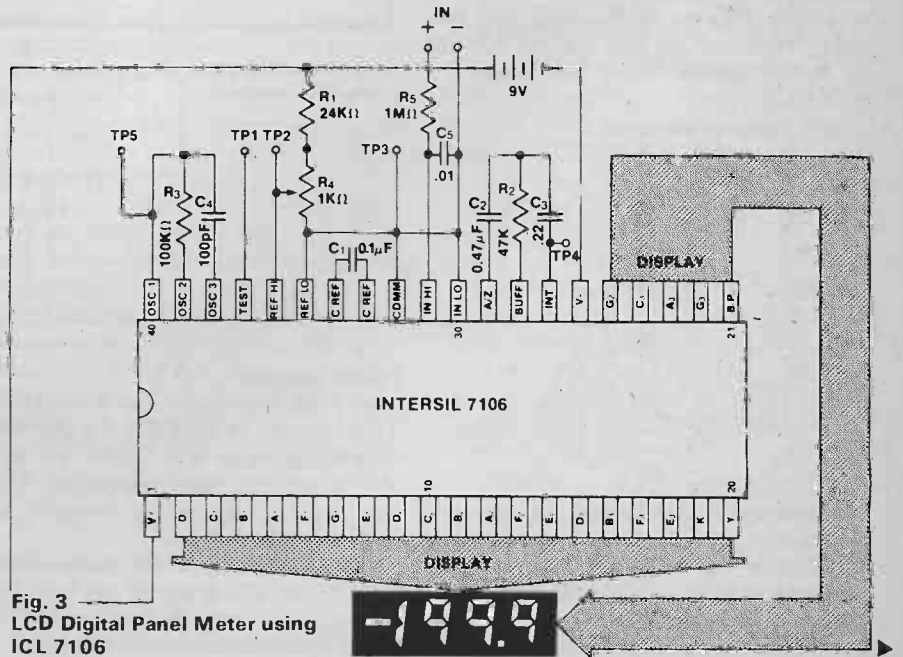 IN
+ −
9V
R1
24KΩ
R5
1MΩ
C5
.01
TP5
TP1
TP2
TP3
R3
100KΩ
C4
100pF
R4
1KΩ
C1
0.1μF
C2
0.47μF
R2
47K
C3
.22
TP4
DISPLAY
OSC 1
OSC 2
OSC 3
TEST
REF HI
REF LO
C REF
C REF
COMM
IN HI
IN LO
A/Z
BUFF
INT
V-
G2
C3
A3
G3
B.P.
40
30
21
INTERSIL 7106
1
10
20
D
C
B
A
F
G
E
D
C
B
A
F
E
D
B
F
E
K
Y
DISPLAY
-199.9
Fig. 3
LCD Digital Panel Meter using
ICL 7106